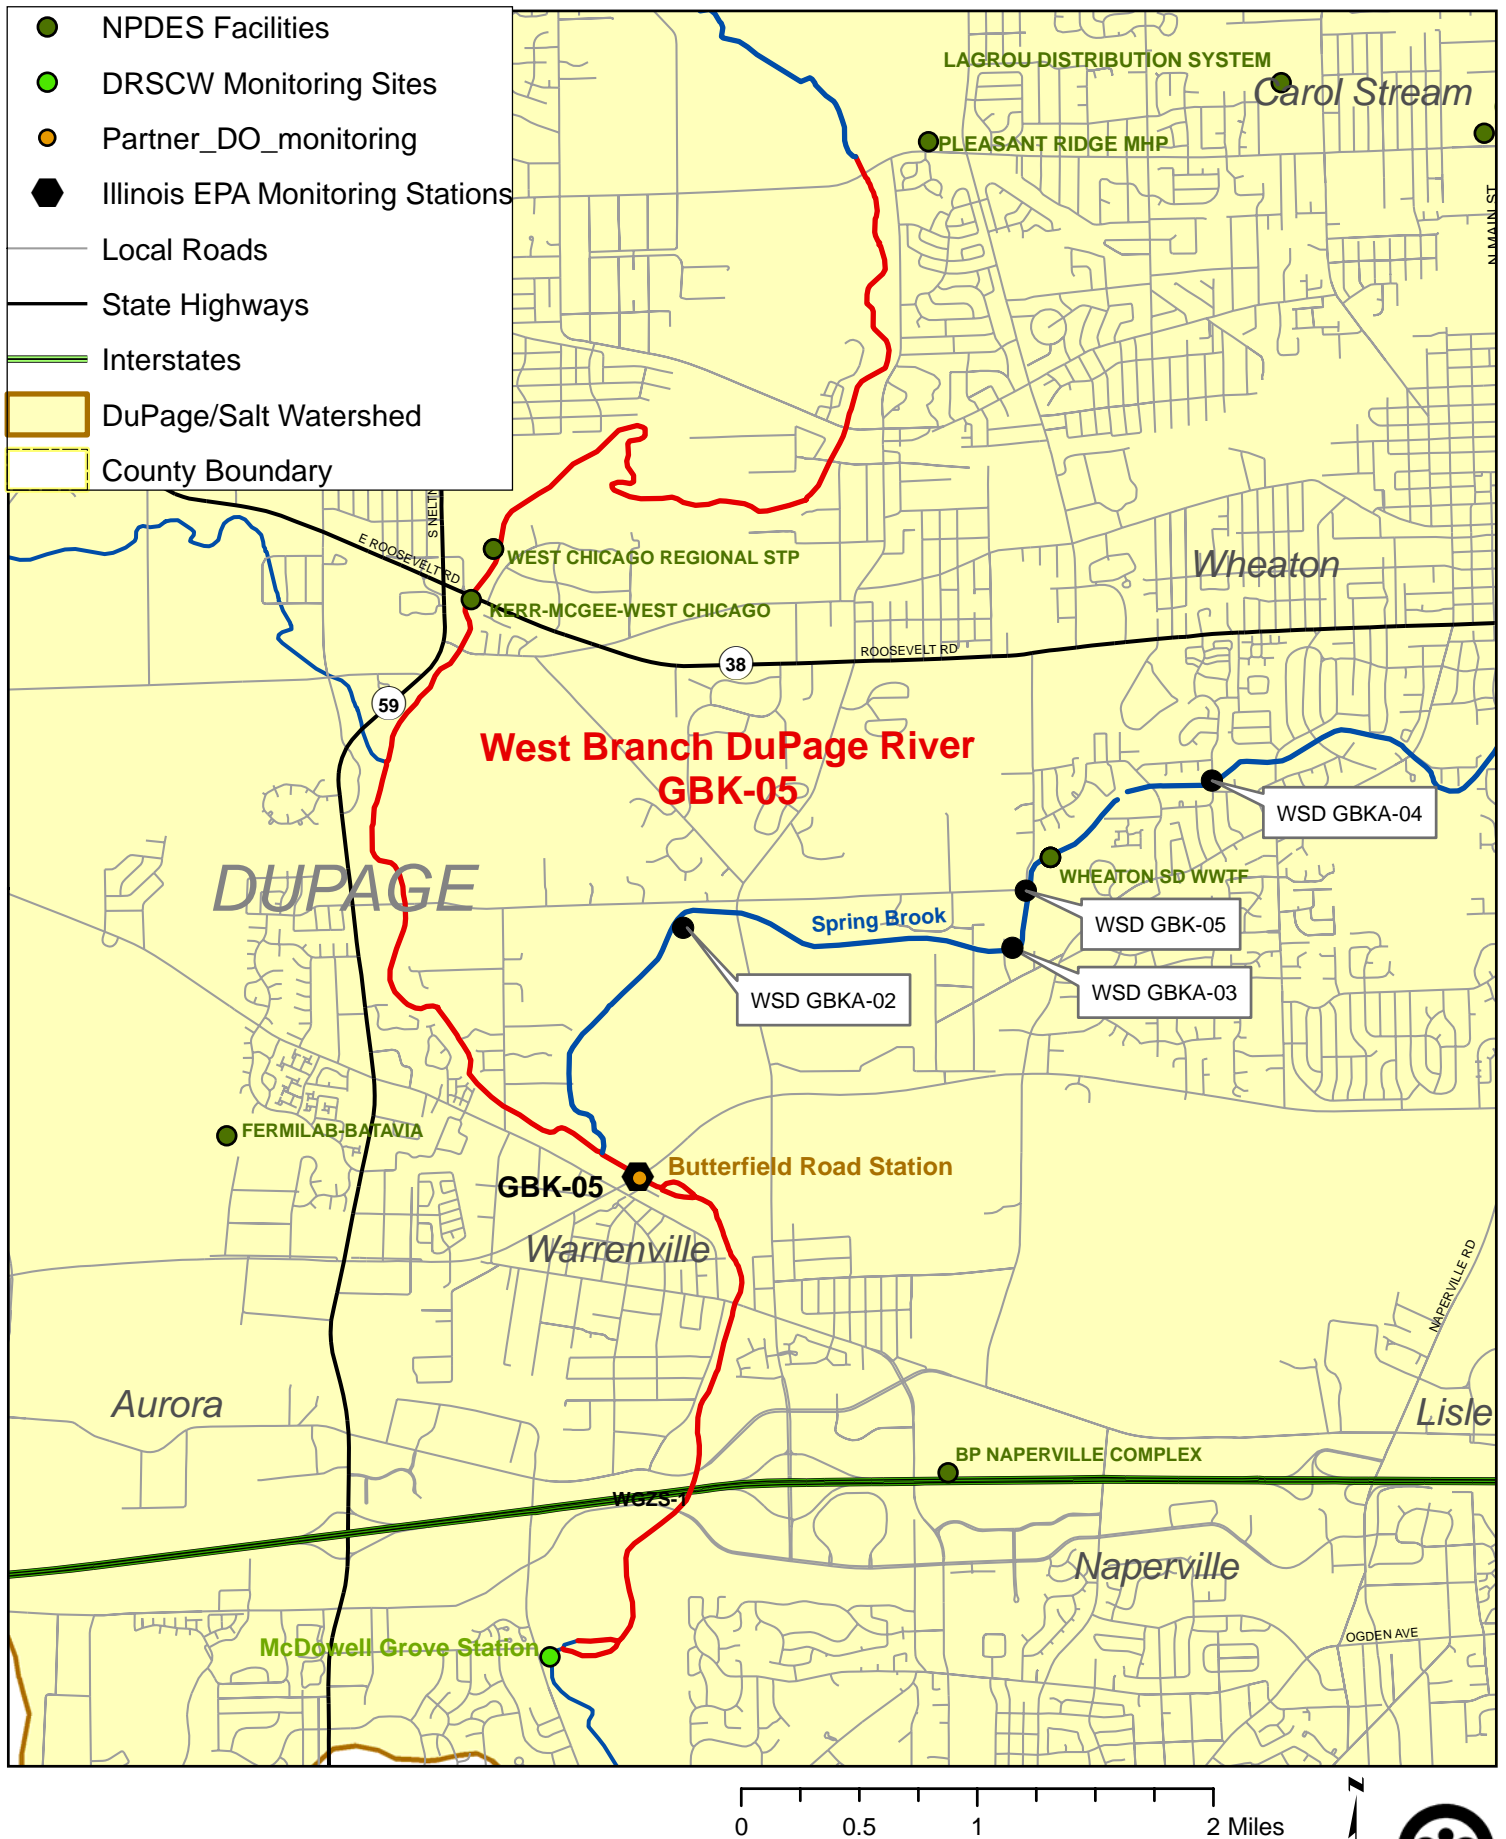 NPDES Facilities
DRSCW Monitoring Sites
Partner_DO_monitoring
Illinois EPA Monitoring Stations
Local Roads
State Highways
Interstates
DuPage/Salt Watershed
County Boundary
LAGROU DISTRIBUTION SYSTEM
Carol Stream
PLEASANT RIDGE MHP
N MAIN ST
S NELTN
E ROOSEVELT RD
WEST CHICAGO REGIONAL STP
Wheaton
KERR-MCGEE-WEST CHICAGO
38
ROOSEVELT RD
59
West Branch DuPage River
GBK-05
WSD GBKA-04
DUPAGE
WHEATON SD WWTF
Spring Brook
WSD GBK-05
WSD GBKA-02
WSD GBKA-03
FERMILAB-BATAVIA
Butterfield Road Station
GBK-05
Warrenville
NAPERVILLE RD
Aurora
Lisle
BP NAPERVILLE COMPLEX
WGZS-1
Naperville
McDowell Grove Station
OGDEN AVE
z
0 0.5 1 2 Miles